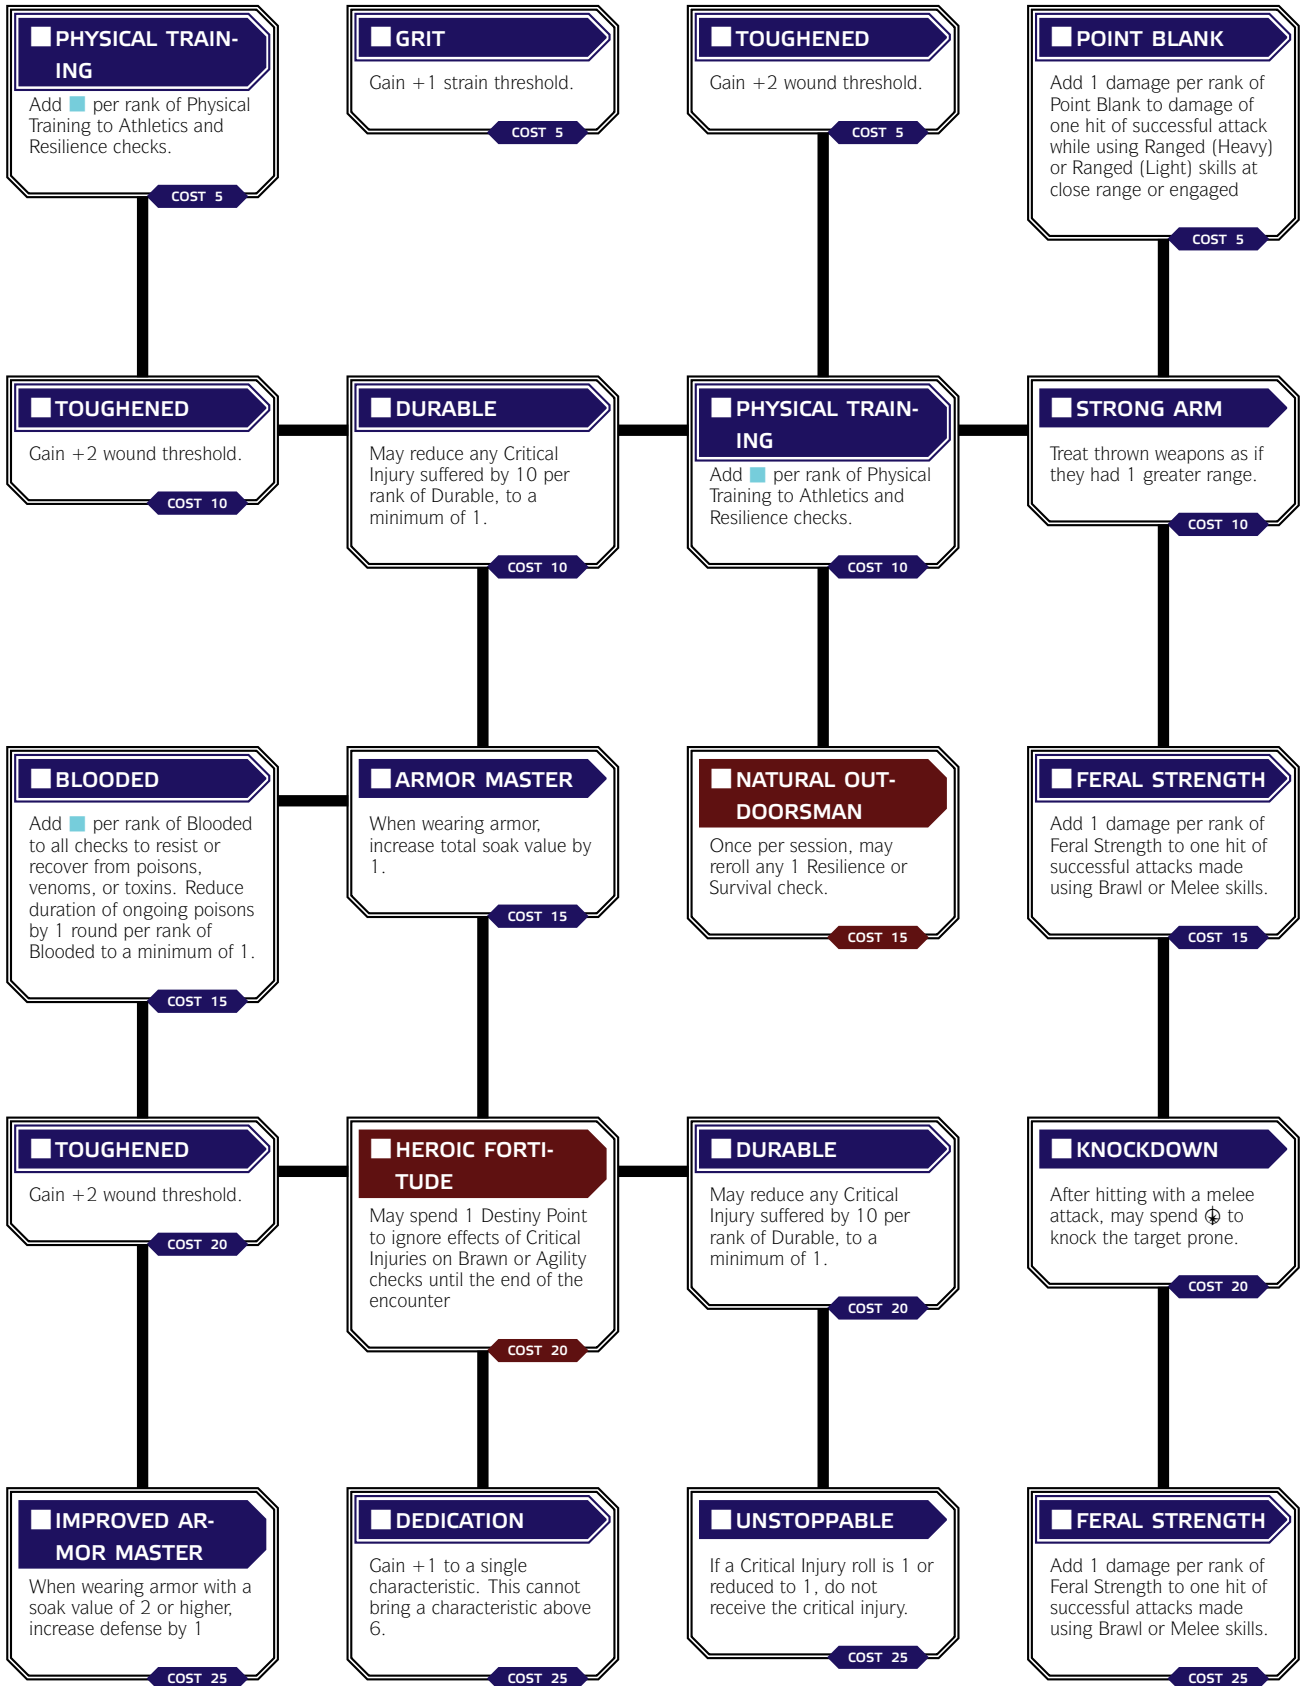 PHYSICAL TRAIN-
ING
Add per rank of Physical
Training to Athletics and
Resilience checks.
COST 5
GRIT
Gain +1 strain threshold.
COST 5
TOUGHENED
Gain +2 wound threshold.
COST 5
POINT BLANK
Add 1 damage per rank of
Point Blank to damage of
one hit of successful attack
while using Ranged (Heavy)
or Ranged (Light) skills at
close range or engaged
COST 5
TOUGHENED
Gain +2 wound threshold.
COST 10
DURABLE
May reduce any Critical
Injury suffered by 10 per
rank of Durable, to a
minimum of 1.
COST 10
PHYSICAL TRAIN-
ING
Add per rank of Physical
Training to Athletics and
Resilience checks.
COST 10
STRONG ARM
Treat thrown weapons as if
they had 1 greater range.
COST 10
BLOODED
Add per rank of Blooded
to all checks to resist or
recover from poisons,
venoms, or toxins. Reduce
duration of ongoing poisons
by 1 round per rank of
Blooded to a minimum of 1.
COST 15
ARMOR MASTER
When wearing armor,
increase total soak value by
1.
COST 15
NATURAL OUT-
DOORSMAN
Once per session, may
reroll any 1 Resilience or
Survival check.
COST 15
FERAL STRENGTH
Add 1 damage per rank of
Feral Strength to one hit of
successful attacks made
using Brawl or Melee skills.
COST 15
TOUGHENED
Gain +2 wound threshold.
COST 20
HEROIC FORTI-
TUDE
May spend 1 Destiny Point
to ignore effects of Critical
Injuries on Brawn or Agility
checks until the end of the
encounter
COST 20
DURABLE
May reduce any Critical
Injury suffered by 10 per
rank of Durable, to a
minimum of 1.
COST 20
KNOCKDOWN
After hitting with a melee
attack, may spend to
knock the target prone.
COST 20
IMPROVED AR-
MOR MASTER
When wearing armor with a
soak value of 2 or higher,
increase defense by 1
COST 25
DEDICATION
Gain +1 to a single
characteristic. This cannot
bring a characteristic above
6.
COST 25
UNSTOPPABLE
If a Critical Injury roll is 1 or
reduced to 1, do not
receive the critical injury.
COST 25
FERAL STRENGTH
Add 1 damage per rank of
Feral Strength to one hit of
successful attacks made
using Brawl or Melee skills.
COST 25